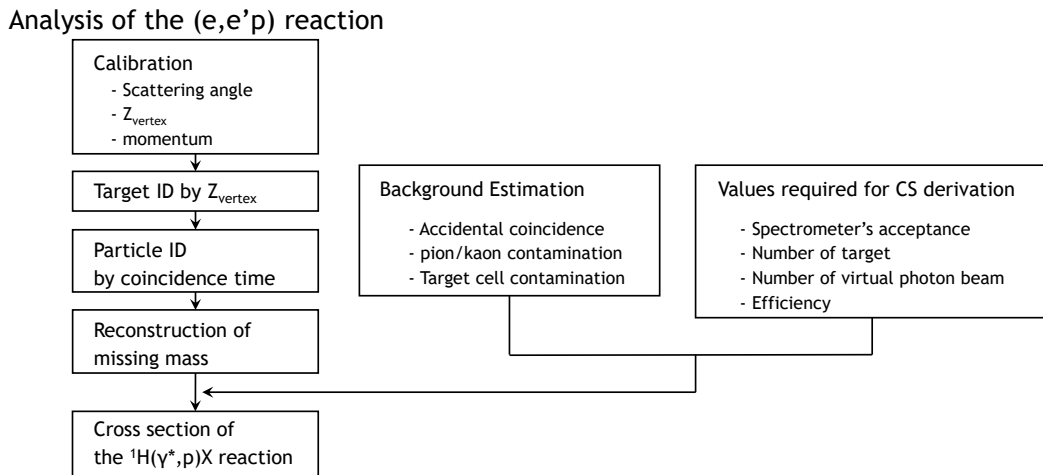 Analysis of the (e,e’p) reaction
Calibration
- Scattering angle
- Zvertex
- momentum
Target ID by Zvertex
Particle ID
by coincidence time
Reconstruction of
missing mass
Cross section of
the ¹H(γ*,p)X reaction
Background Estimation
- Accidental coincidence
- pion/kaon contamination
- Target cell contamination
Values required for CS derivation
- Spectrometer’s acceptance
- Number of target
- Number of virtual photon beam
- Efficiency